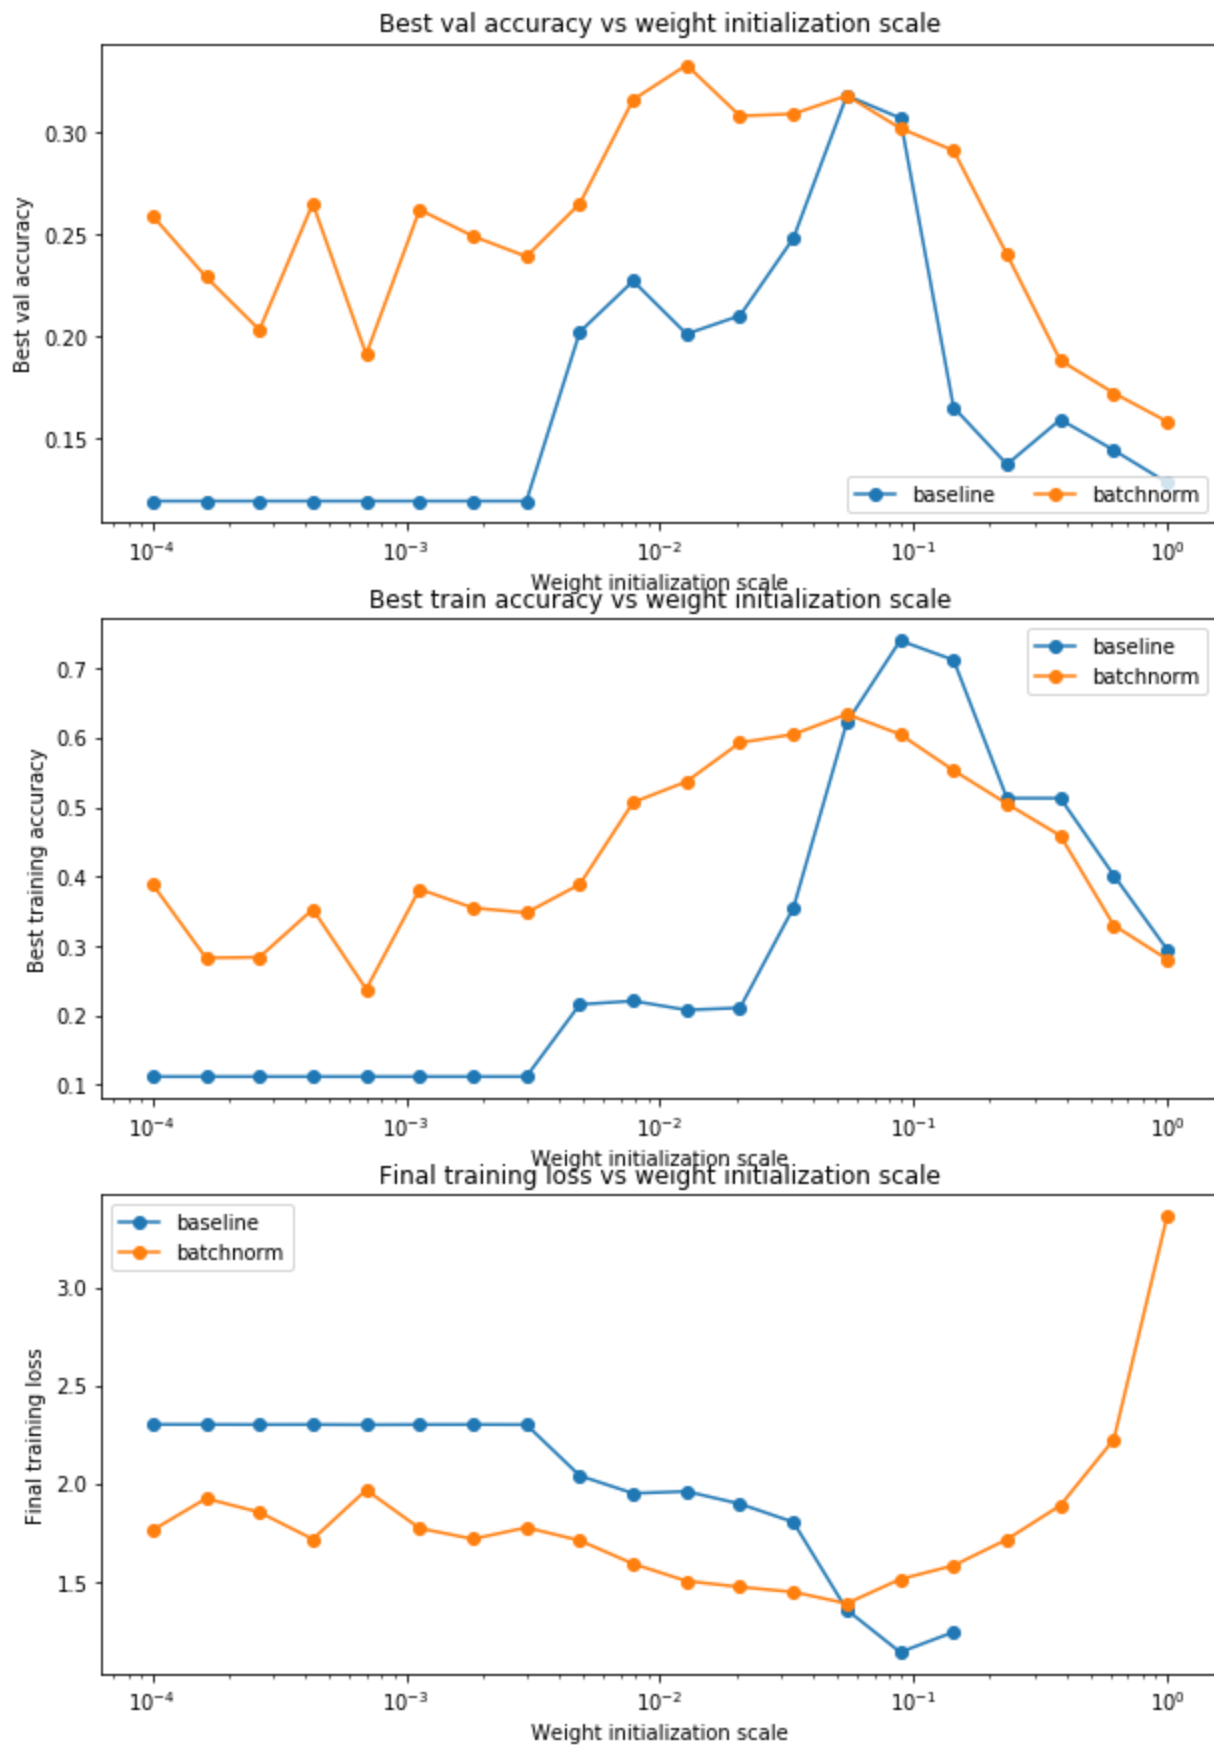 Best val accuracy vs weight initialization scale
Best val accuracy
0.30
0.25
0.20
0.15
baseline batchnorm
10⁻⁴ 10⁻³ 10⁻² 10⁻¹ 10⁰
Weight initialization scale
Best train accuracy vs weight initialization scale
Best training accuracy
baseline
batchnorm
0.7
0.6
0.5
0.4
0.3
0.2
0.1
10⁻⁴ 10⁻³ 10⁻² 10⁻¹ 10⁰
Weight initialization scale
Final training loss vs weight initialization scale
Final training loss
baseline
batchnorm
3.0
2.5
2.0
1.5
10⁻⁴ 10⁻³ 10⁻² 10⁻¹ 10⁰
Weight initialization scale